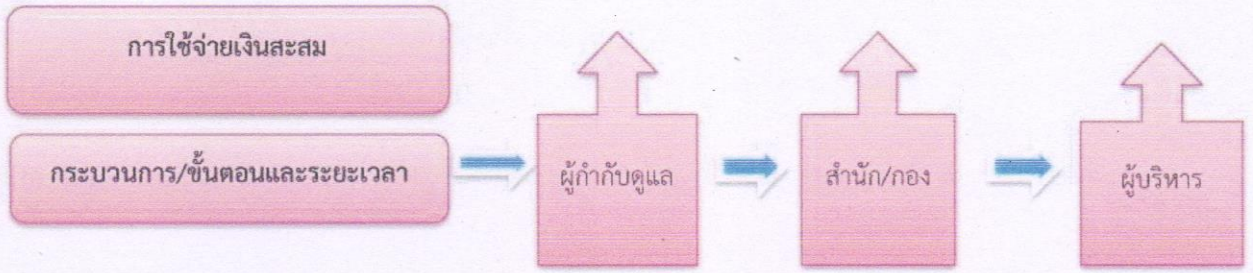 การใช้จ่ายเงินสะสม
กระบวนการ/ขั้นตอนและระยะเวลา
ผู้กำกับดูแล
สำนัก/กอง
ผู้บริหาร